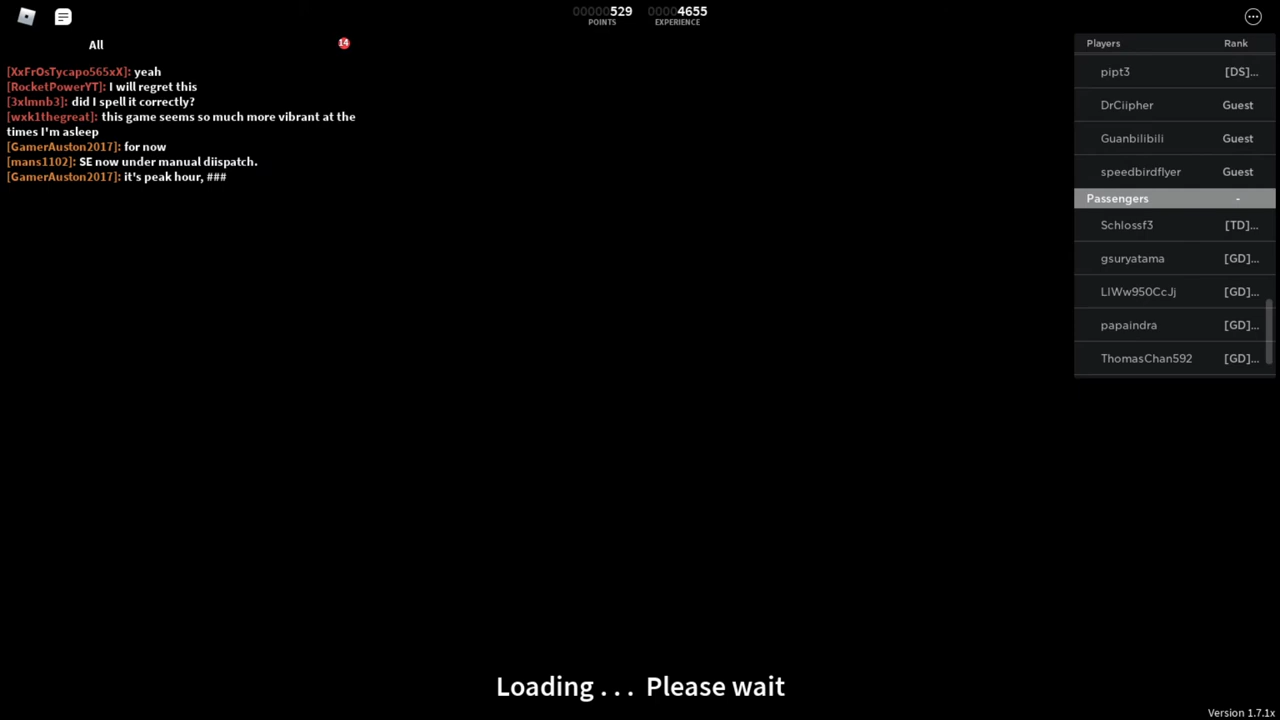 00000529 00004655
POINTS EXPERIENCE
All 14
[XxFrOsTycapo565xX]: yeah
[RocketPowerYT]: I will regret this
[3xlmnb3]: did I spell it correctly?
[wxk1thegreat]: this game seems so much more vibrant at the
times I'm asleep
[GamerAuston2017]: for now
[mans1102]: SE now under manual diispatch.
[GamerAuston2017]: it's peak hour, ###
Players Rank
pipt3 [DS]...
DrCiipher Guest
Guanbilibili Guest
speedbirdflyer Guest
Passengers -
Schlossf3 [TD]...
gsuryatama [GD]...
LIWw950CcJj [GD]...
papaindra [GD]...
ThomasChan592 [GD]...
Loading . . . Please wait
Version 1.7.1x